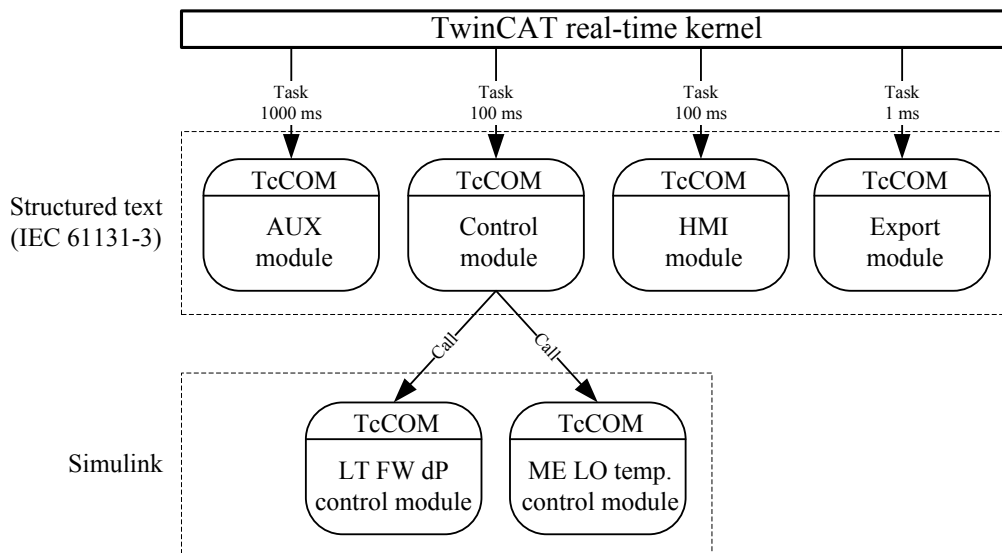 TwinCAT real-time kernel
Task
1000 ms
Task
100 ms
Task
100 ms
Task
1 ms
Structured text
(IEC 61131-3)
TcCOM
AUX
module
TcCOM
Control
module
TcCOM
HMI
module
TcCOM
Export
module
Call
Call
Simulink
TcCOM
LT FW dP
control module
TcCOM
ME LO temp.
control module